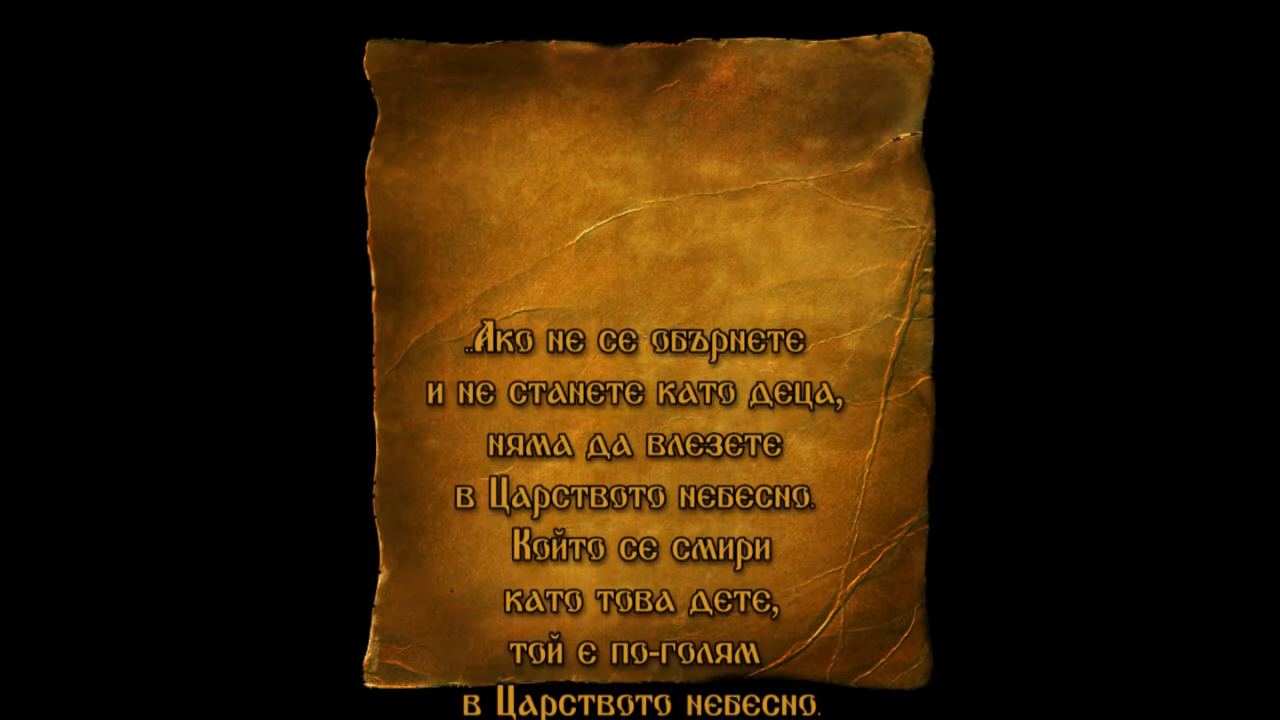 ..Ако не се обърнете
и не станете като деца,
няма да влезете
в Царството небесно.
Който се смири
като това дете,
той е по-голям
в Царството небесно.